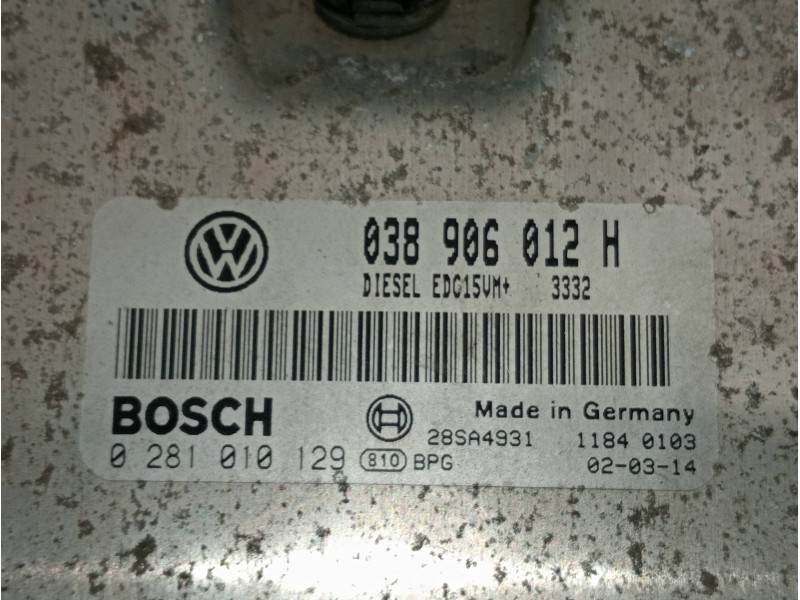 VW
038 906 012 H
DIESEL EDC15VM+ 3332
BOSCH
Made in Germany
28SA4931 1184 0103
0 281 010 129 810 BPG 02-03-14